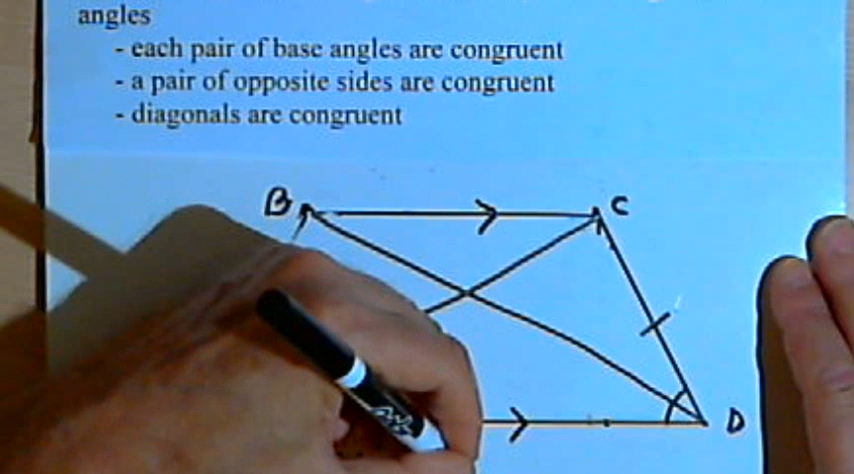 angles
- each pair of base angles are congruent
- a pair of opposite sides are congruent
- diagonals are congruent
B
C
D